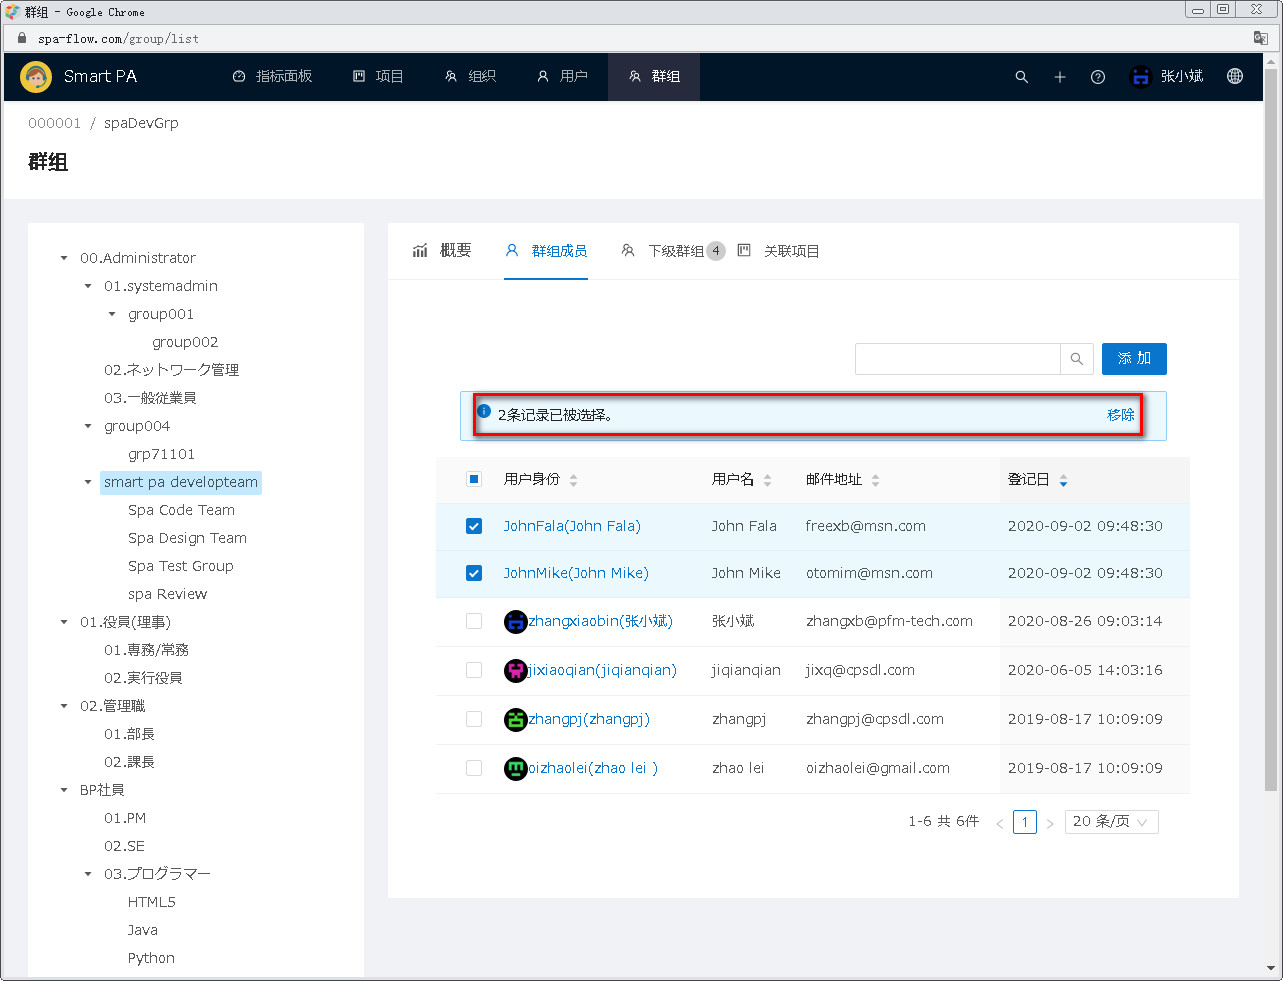 群组 - Google Chrome
spa-flow.com/group/list
Smart PA 指标面板 项目 组织 用户 群组 张小斌
000001 / spaDevGrp
群组
00.Administrator
01.systemadmin
group001
group002
02.ネットワーク管理
03.一般従業員
group004
grp71101
smart pa developteam
Spa Code Team
Spa Design Team
Spa Test Group
spa Review
01.役員(理事)
01.専務/常務
02.実行役員
02.管理職
01.部長
02.課長
BP社員
01.PM
02.SE
03.プログラマー
HTML5
Java
Python
概要 群组成员 下级群组 4 关联项目
添 加
2条记录已被选择。 移除
用户身份 用户名 邮件地址 登记日
JohnFala(John Fala) John Fala freexb@msn.com 2020-09-02 09:48:30
JohnMike(John Mike) John Mike otomim@msn.com 2020-09-02 09:48:30
zhangxiaobin(张小斌) 张小斌 zhangxb@pfm-tech.com 2020-08-26 09:03:14
jixiaoqian(jiqianqian) jiqianqian jixq@cpsdl.com 2020-06-05 14:03:16
zhangpj(zhangpj) zhangpj zhangpj@cpsdl.com 2019-08-17 10:09:09
oizhaolei(zhao lei ) zhao lei oizhaolei@gmail.com 2019-08-17 10:09:09
1-6 共 6件 < 1 > 20 条/页